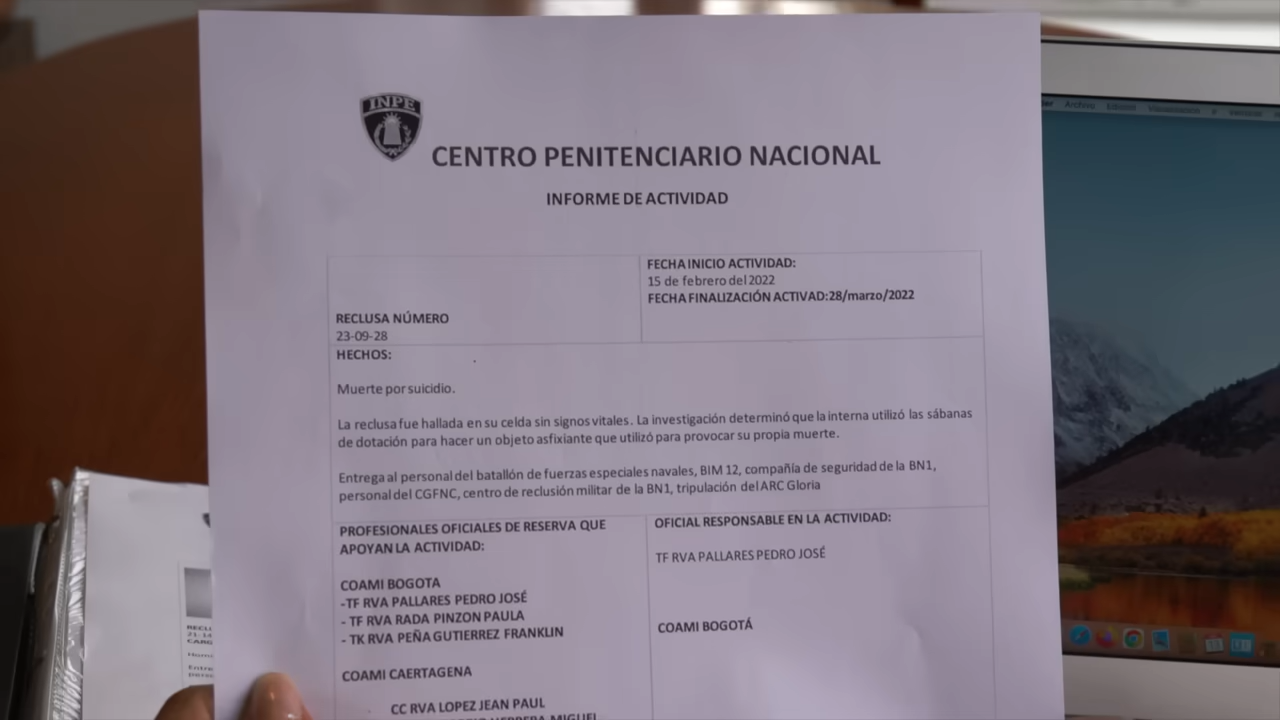 INPE
CENTRO PENITENCIARIO NACIONAL
INFORME DE ACTIVIDAD
FECHA INICIO ACTIVIDAD:
15 de febrero del 2022
FECHA FINALIZACIÓN ACTIVAD:28/marzo/2022
RECLUSA NÚMERO
23-09-28
HECHOS:
Muerte por suicidio.
La reclusa fue hallada en su celda sin signos vitales. La investigación determinó que la interna utilizó las sábanas
de dotación para hacer un objeto asfixiante que utilizó para provocar su propia muerte.
Entrega al personal del batallón de fuerzas especiales navales, BIM 12, compañía de seguridad de la BN1,
personal del CGFNC, centro de reclusión militar de la BN1, tripulación del ARC Gloria
PROFESIONALES OFICIALES DE RESERVA QUE
APOYAN LA ACTIVIDAD:
COAMI BOGOTA
-TF RVA PALLARES PEDRO JOSÉ
- TF RVA RADA PINZON PAULA
- TK RVA PEÑA GUTIERREZ FRANKLIN
COAMI CAERTAGENA
CC RVA LOPEZ JEAN PAUL
HERRERA MIGUEL
OFICIAL RESPONSABLE EN LA ACTIVIDAD:
TF RVA PALLARES PEDRO JOSÉ
COAMI BOGOTÁ
Archivo Edición Visualización Ir